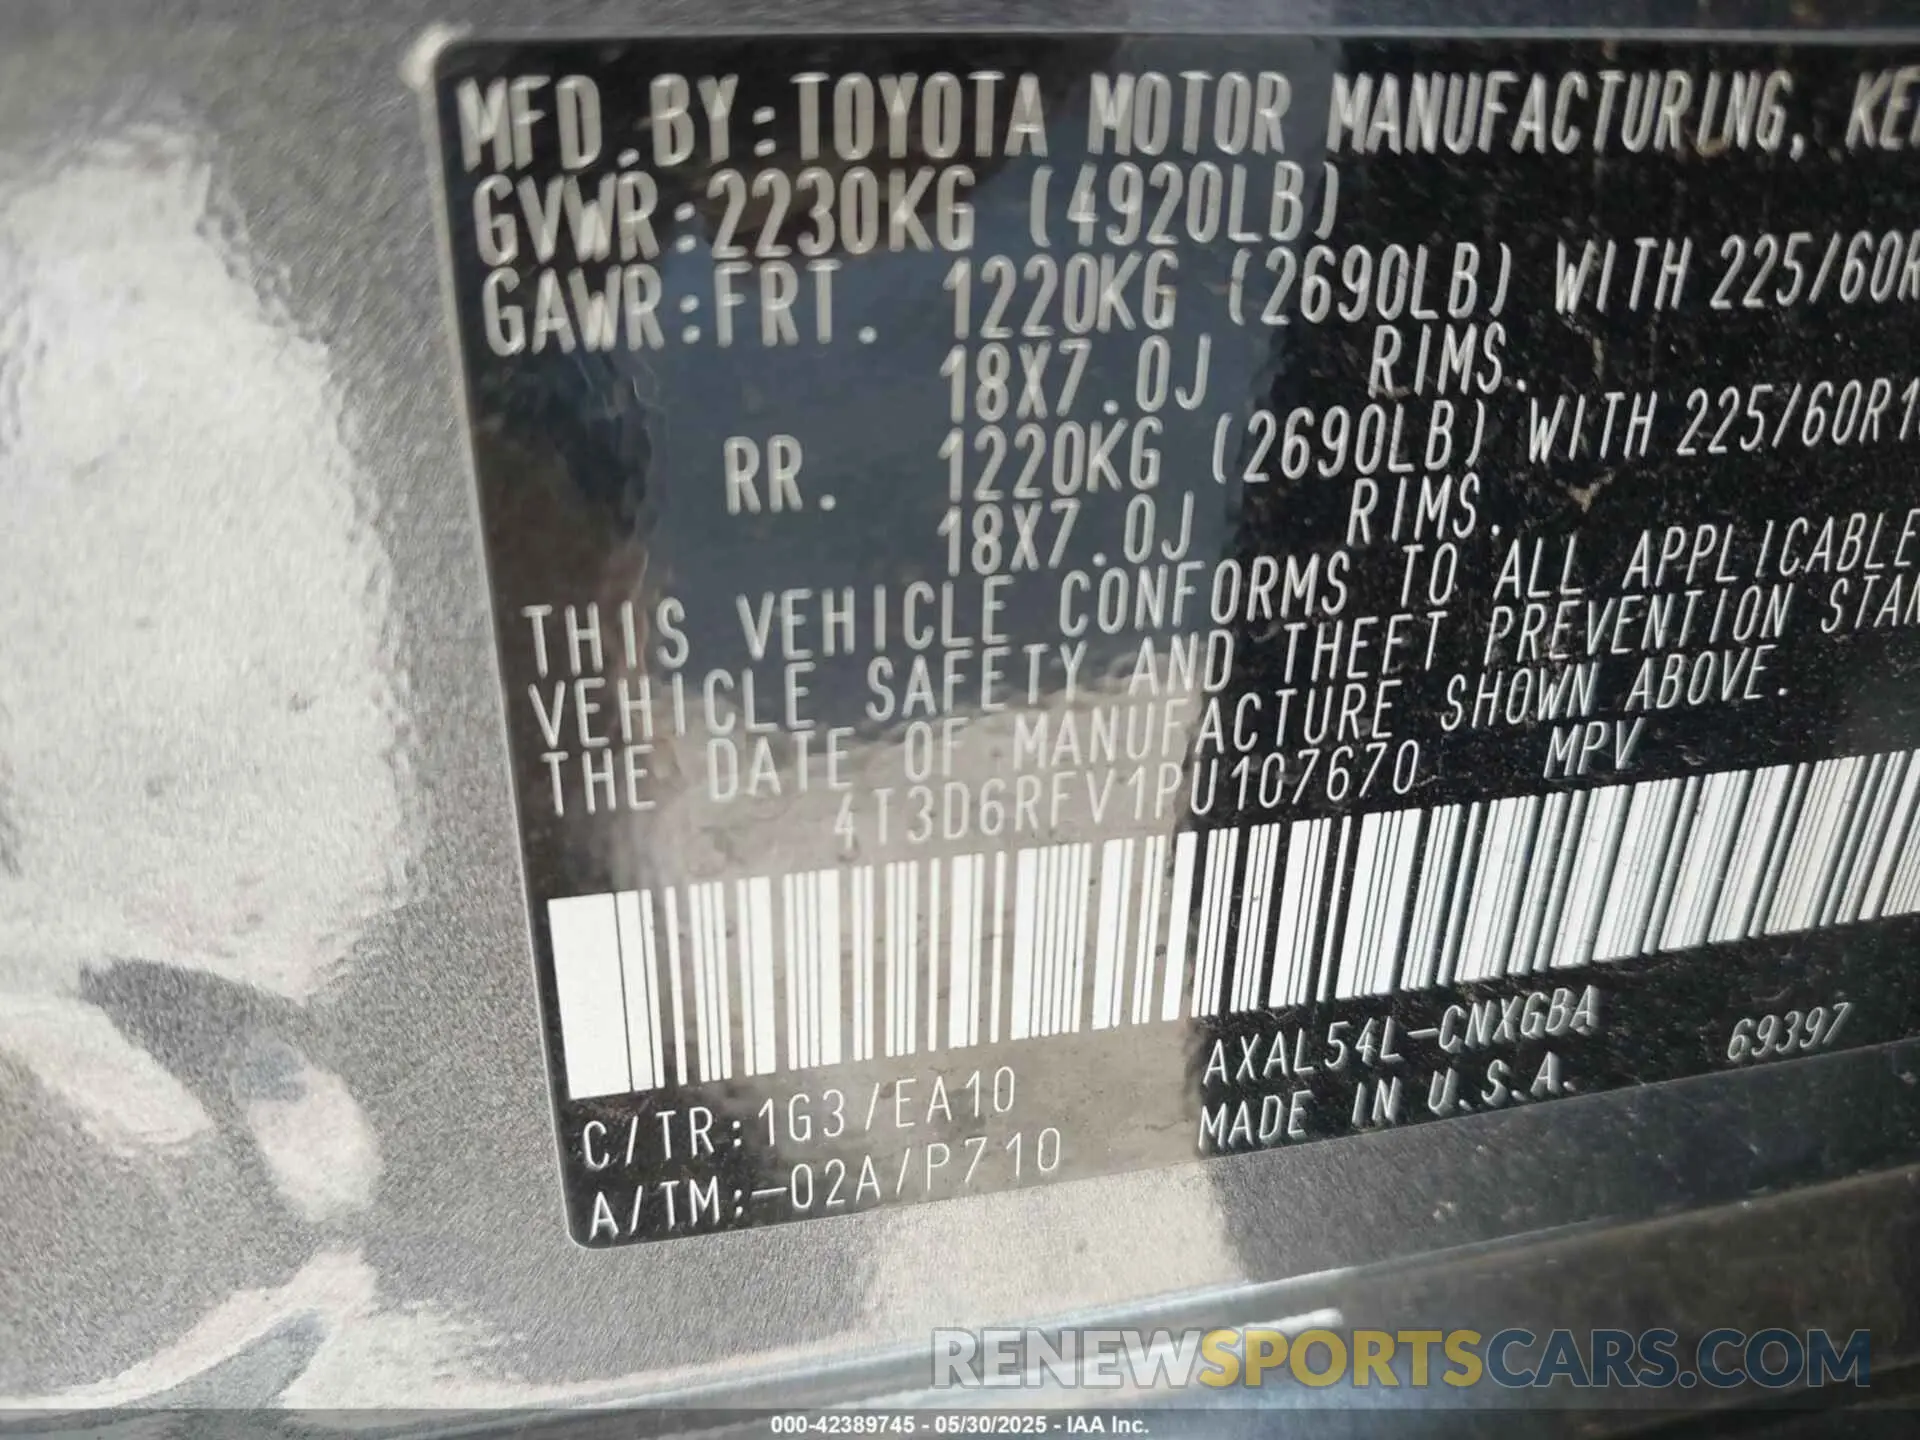 MFD.BY:TOYOTA MOTOR MANUFACTURING,
GVWR:2230KG (4920LB)
GAWR:FRT. 1220KG (2690LB) WITH 225/60R
18X7.0J RIMS.
RR. 1220KG (2690LB) WITH 225/60R1
18X7.0J RIMS.
THIS VEHICLE CONFORMS TO ALL APPLICABLE
VEHICLE SAFETY AND THEFT PREVENTION STAN
THE DATE OF MANUFACTURE SHOWN ABOVE.
4T3D6RFV1PU107670 MPV
AXAL54L-CNXGBA 69397
C/TR:1G3/EA10
MADE IN U.S.A.
A/TM:-02A/P710
RENEWSPORTSCARS.COM
000-42389745 - 05/30/2025 - IAA Inc.